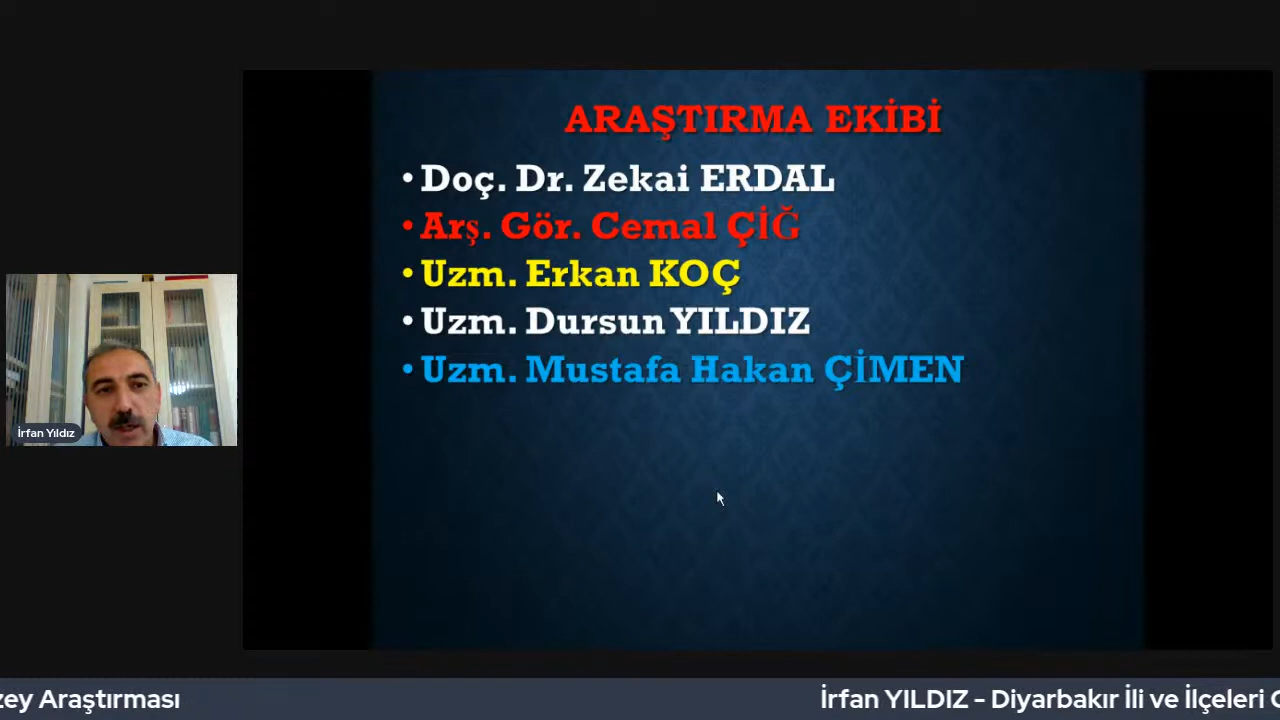 ARAŞTIRMA EKİBİ
• Doç. Dr. Zekai ERDAL
• Arş. Gör. Cemal ÇİĞ
• Uzm. Erkan KOÇ
• Uzm. Dursun YILDIZ
• Uzm. Mustafa Hakan ÇİMEN
İrfan Yıldız
zey Araştırması
İrfan YILDIZ - Diyarbakır İli ve İlçeleri